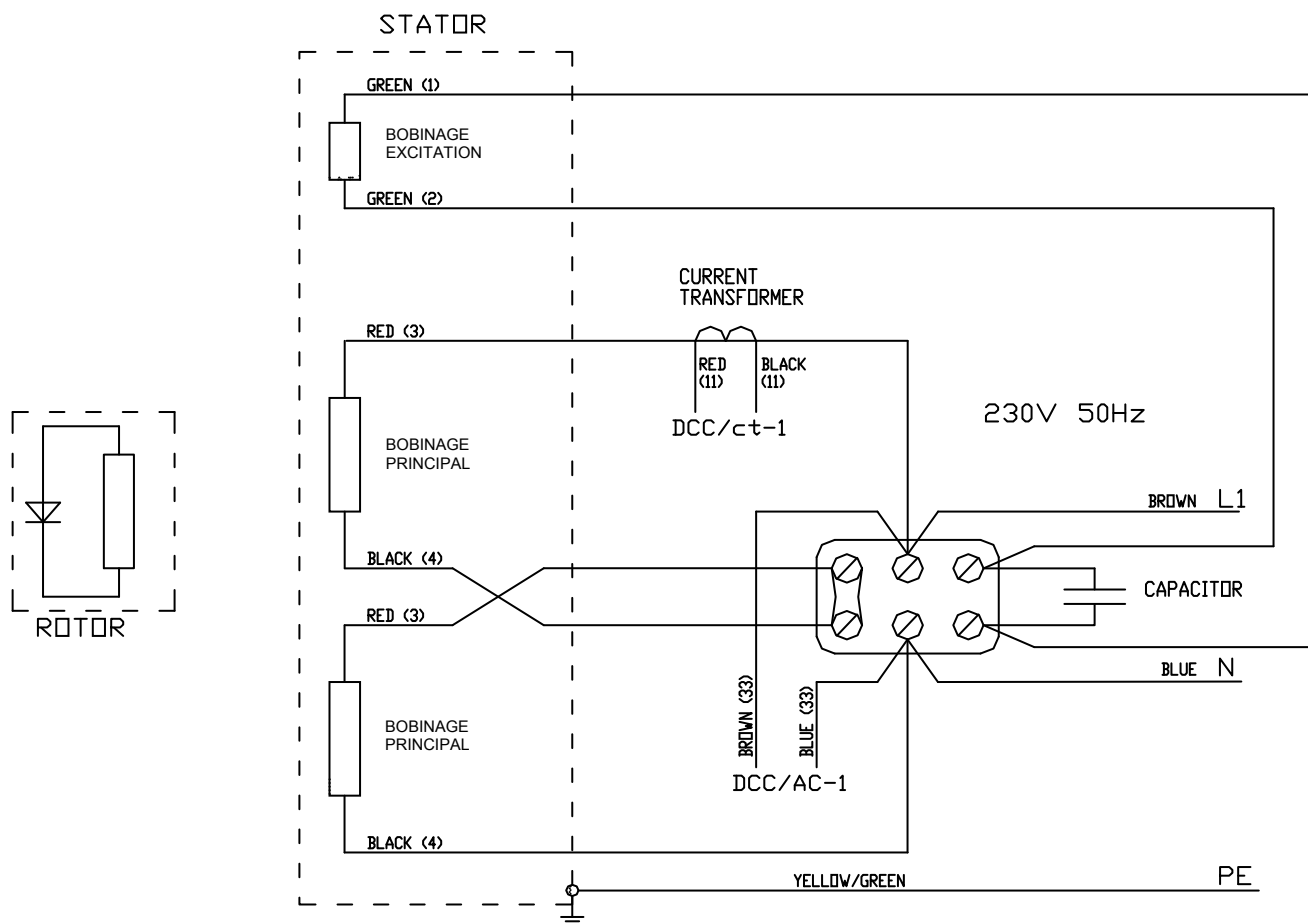 STATOR
GREEN (1)
BOBINAGE
EXCITATION
GREEN (2)
CURRENT
TRANSFORMER
RED (3)
RED
(11)
BLACK
(11)
DCC/ct-1
230V 50Hz
BOBINAGE
PRINCIPAL
BROWN L1
BLACK (4)
CAPACITOR
RED (3)
ROTOR
BLUE N
BROWN (33)
BLUE (33)
BOBINAGE
PRINCIPAL
DCC/AC-1
BLACK (4)
YELLOW/GREEN
PE